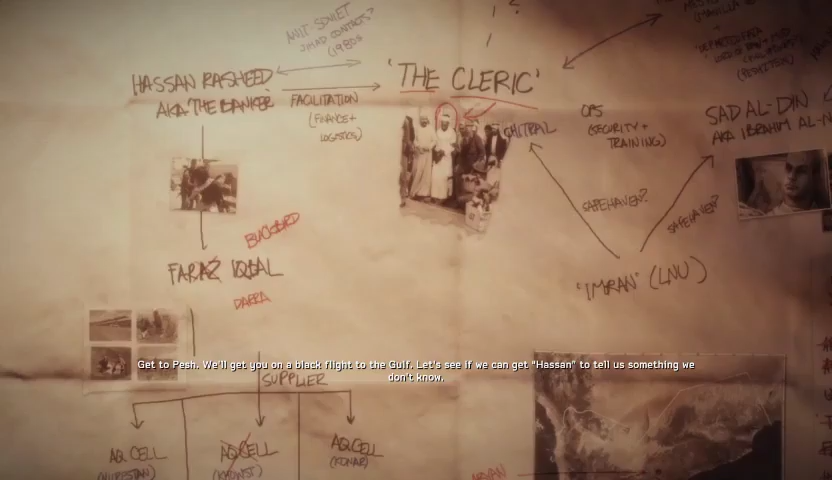 ANTI-SOVIET
JIHAD CONTACTS?
(1980s
?
(MANILLA
HASSAN RASHEED
AKA 'THE BANKER'
FACILITATION
(FINANCE +
LOGISTICS)
'THE CLERIC'
CHITRAL
OPS
(SECURITY +
TRAINING)
SAD AL-DIN
AKA IBRAHIM AL-
SAFEHAVEN?
SAFEHAVEN?
'IMRAN' (LNU)
BUCKBIRD
FARAZ IQBAL
DARRA
Get to Pesh. We'll get you on a black flight to the Gulf. Let's see if we can get "Hassan" to tell us something we
don't know.
SUPPLIER
AQ CELL
AQ CELL
AQ CELL
(KUNAR)